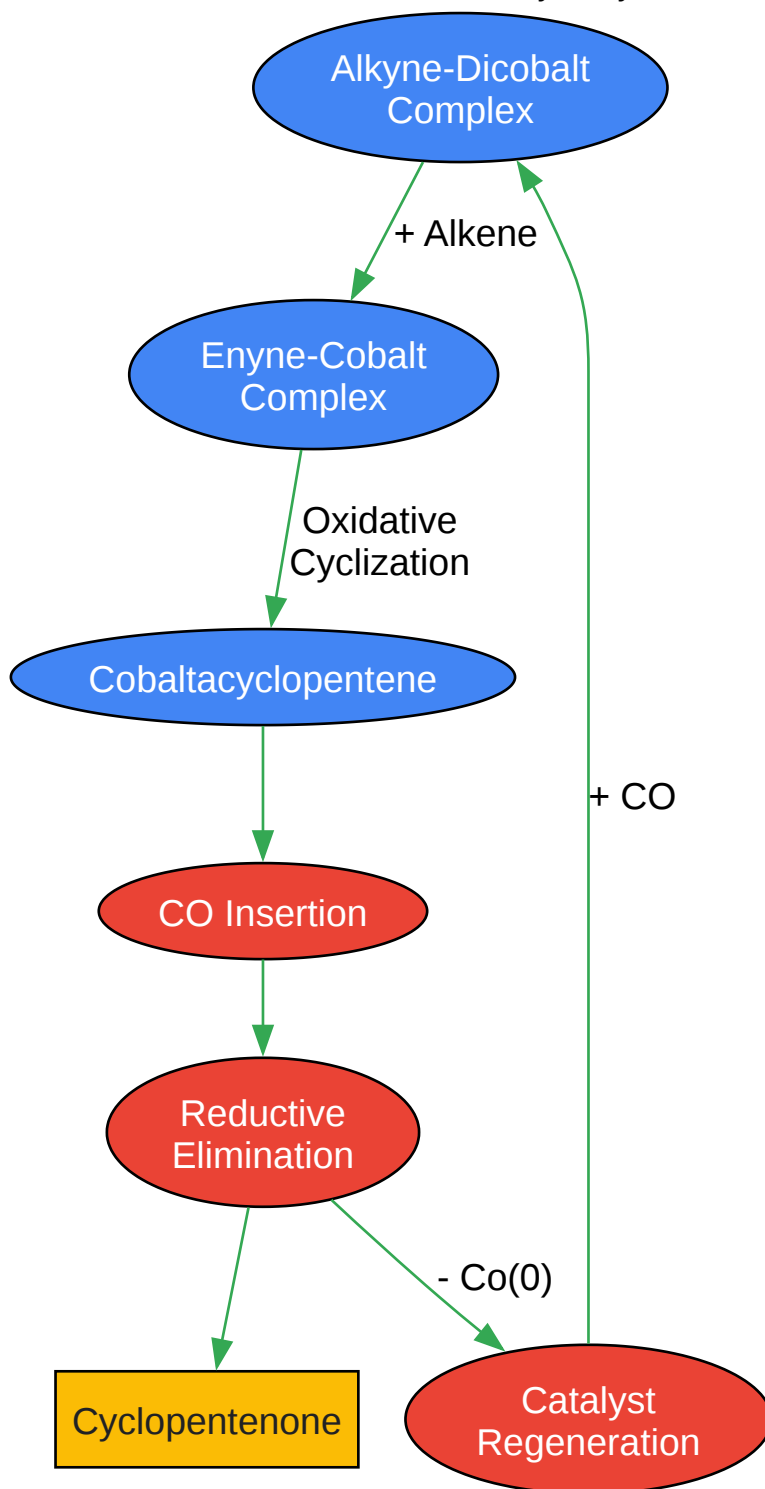 Alkyne-Dicobalt
Complex
+ Alkene
Enyne-Cobalt
Complex
Oxidative
Cyclization
Cobaltacyclopentene
+ CO
CO Insertion
Reductive
Elimination
- Co(0)
Cyclopentenone
Catalyst
Regeneration